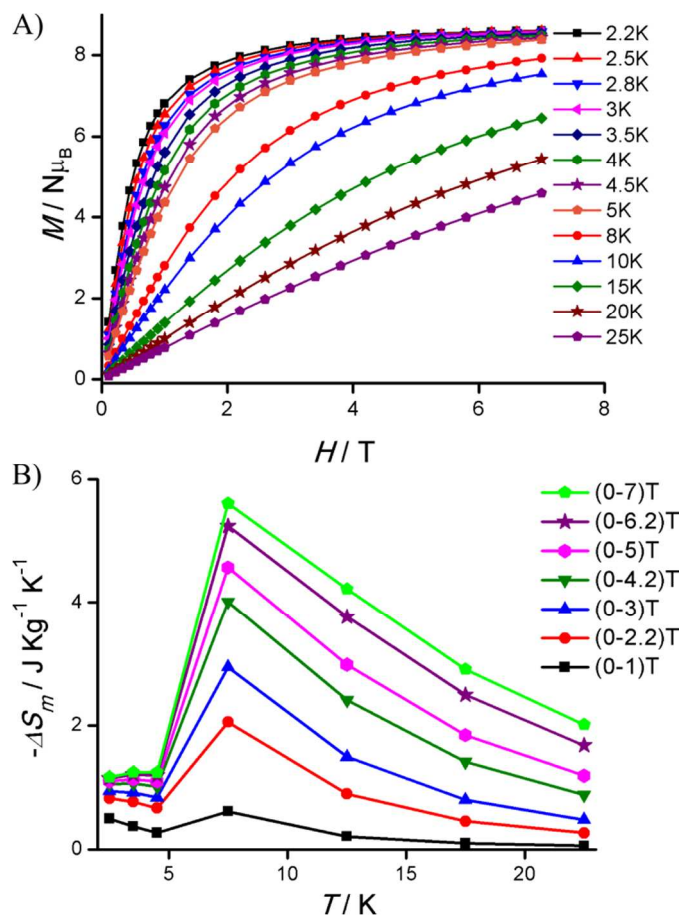 A)
M / Nμ_B
8
6
4
2
0
0 2 4 6 8
H / T
2.2K
2.5K
2.8K
3K
3.5K
4K
4.5K
5K
8K
10K
15K
20K
25K
B)
-ΔS_m / J Kg⁻¹ K⁻¹
6
4
2
0
5 10 15 20
T / K
(0-7)T
(0-6.2)T
(0-5)T
(0-4.2)T
(0-3)T
(0-2.2)T
(0-1)T